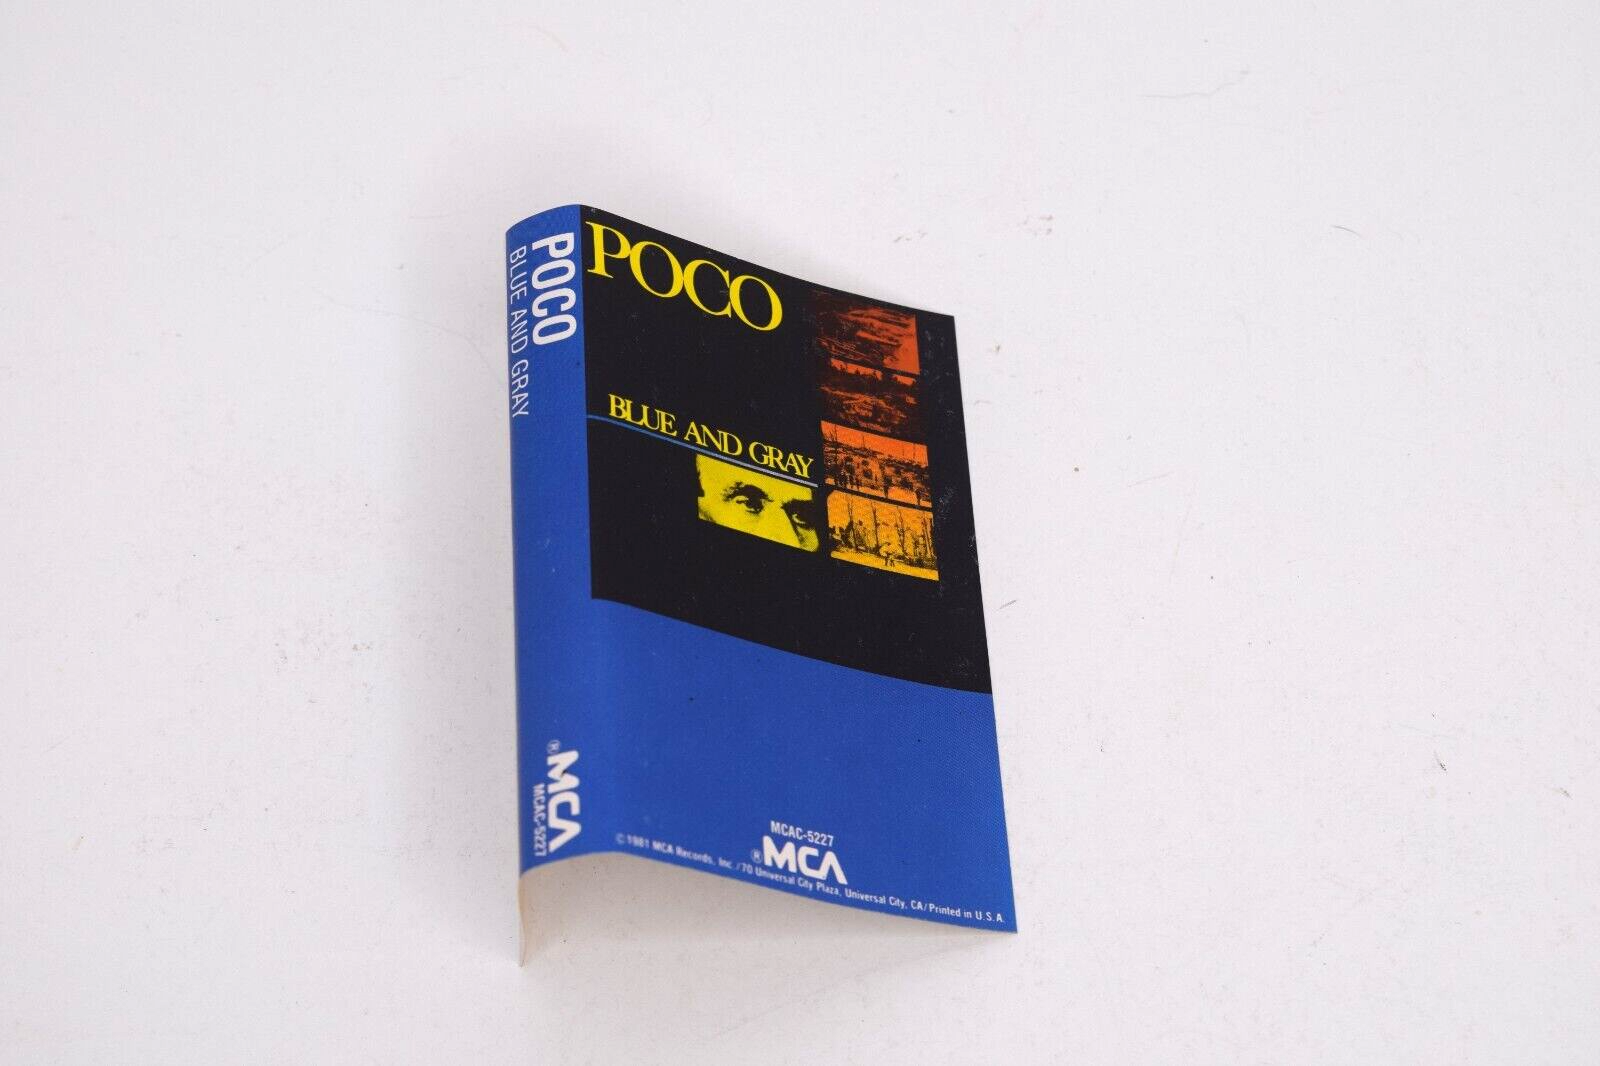 POCO
BLUE AND GRAY
®MCA
MCAC-5227
POCO
BLUE AND GRAY
MCAC-5227
®MCA
©1981 MCA Records, Inc./70 Universal City Plaza, Universal City, CA/Printed in U.S.A.